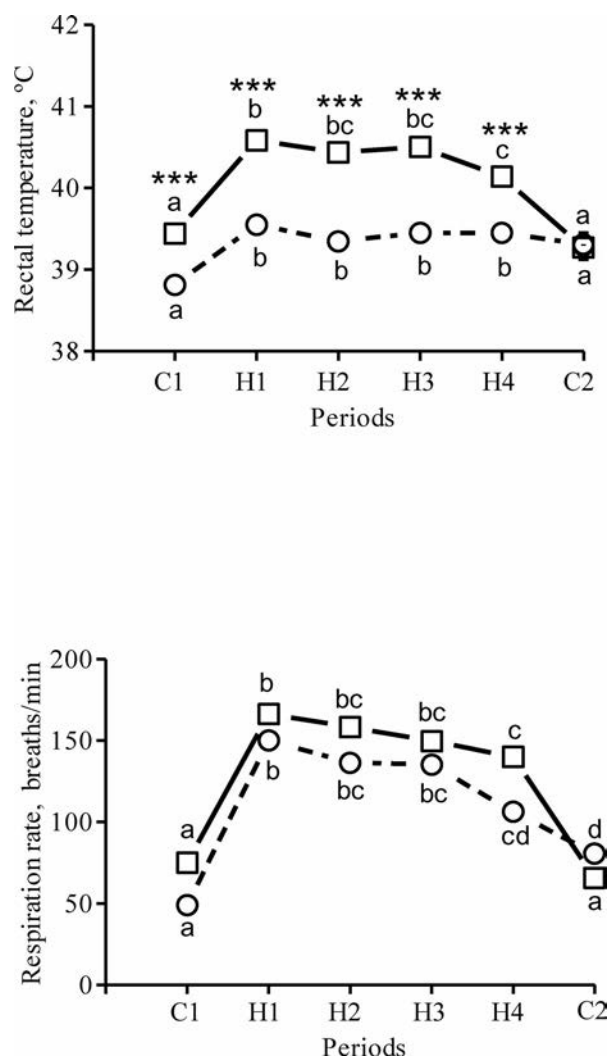 42
***
***
***
b
***
41
bc
bc
***
c
a
a
40
39
b
b
b
b
a
a
38
C1 H1 H2 H3 H4 C2
Periods
Rectal temperature, °C
200
b
bc
bc
c
150
b
bc
bc
a
100
cd
d
50
a
a
0
C1 H1 H2 H3 H4 C2
Periods
Respiration rate, breaths/min